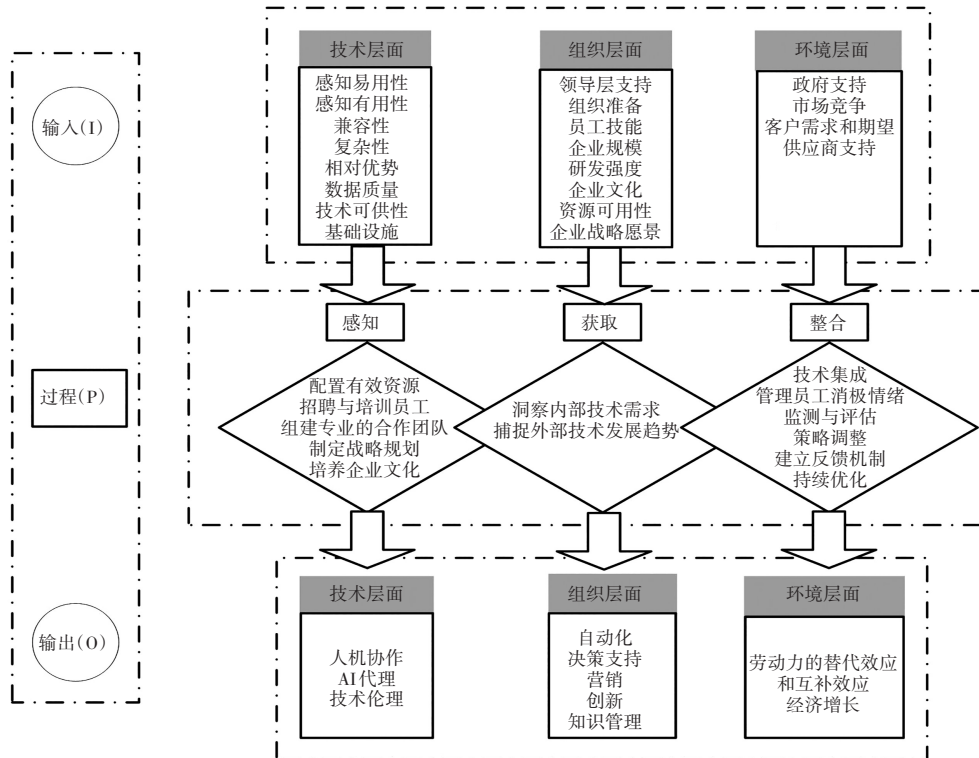 技术层面
感知易用性
感知有用性
兼容性
复杂性
相对优势
数据质量
技术可供性
基础设施
组织层面
领导层支持
组织准备
员工技能
企业规模
研发强度
企业文化
资源可用性
企业战略愿景
环境层面
政府支持
市场竞争
客户需求和期望
供应商支持
输入(I)
感知
获取
整合
过程(P)
配置有效资源
招聘与培训员工
组建专业的合作团队
制定战略规划
培养企业文化
洞察内部技术需求
捕捉外部技术发展趋势
技术集成
管理员工消极情绪
监测与评估
策略调整
建立反馈机制
持续优化
输出(O)
技术层面
人机协作
AI代理
技术伦理
组织层面
自动化
决策支持
营销
创新
知识管理
环境层面
劳动力的替代效应
和互补效应
经济增长